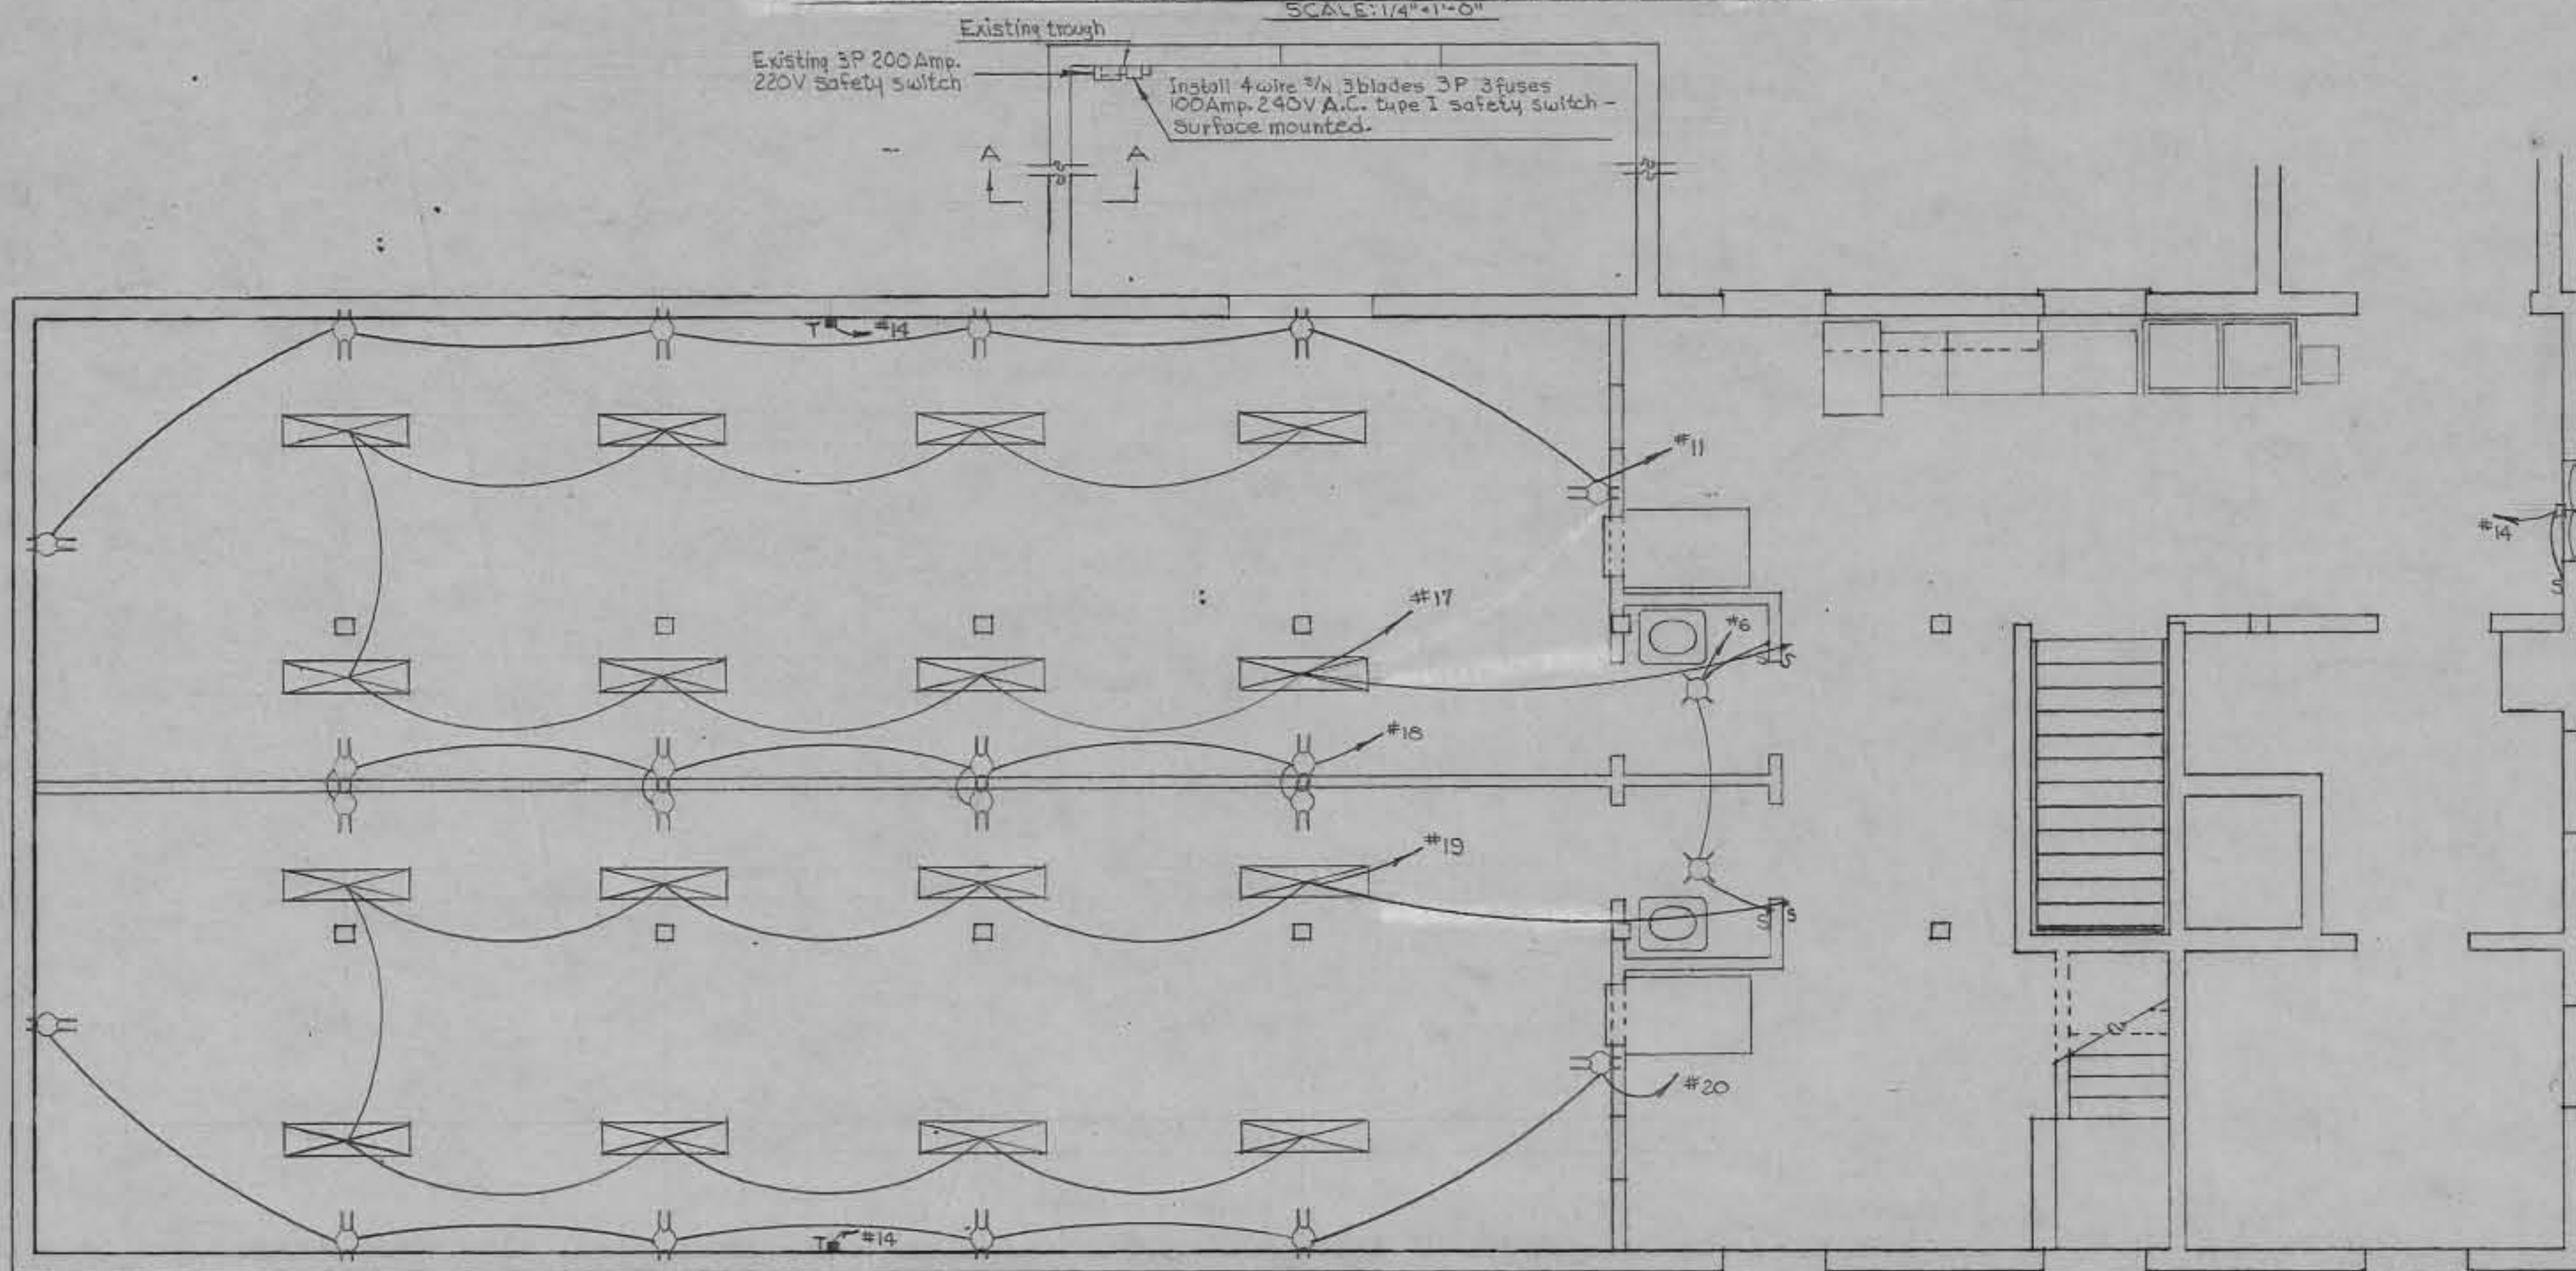 SCALE: 1/4"=1'-0"
Existing trough
Existing 3P 200 Amp.
220V safety switch
Install 4 wire S/N 3 blades 3P 3 fuses
100 Amp. 240V A.C. type I safety switch -
surface mounted.
A A
T #14
#11
#14
S
#17
#6
S S
#18
#19
S S
#20
T #14